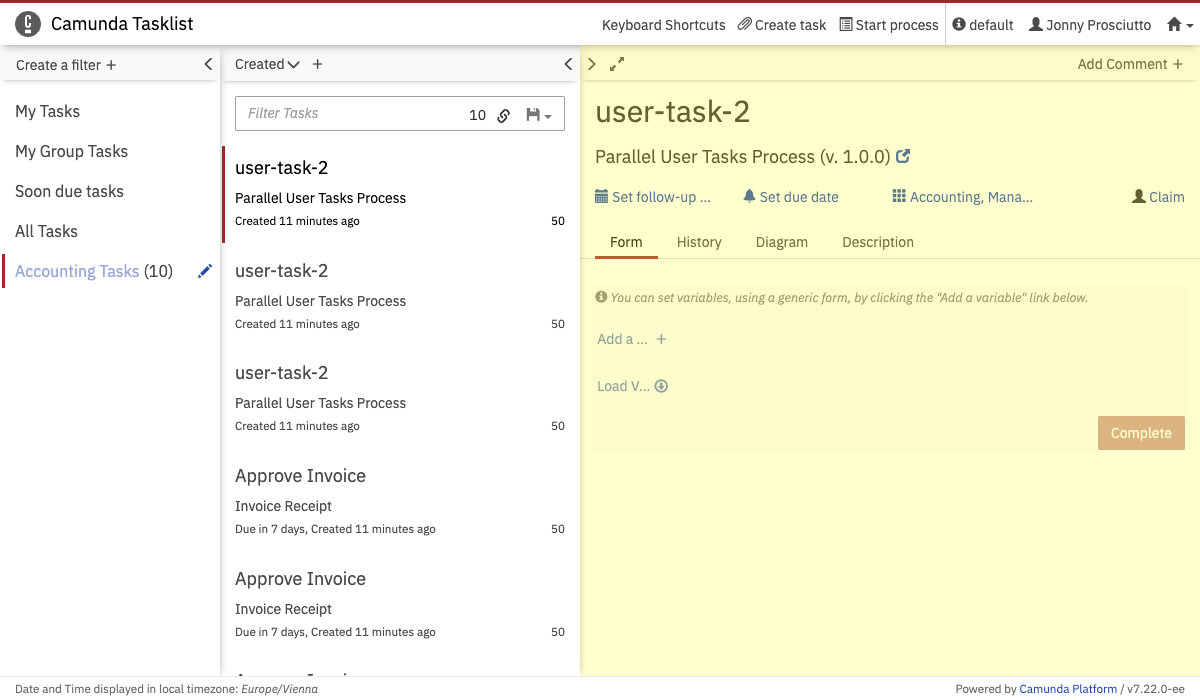 Camunda Tasklist
Keyboard Shortcuts Create task Start process default Jonny Prosciutto
Create a filter +
My Tasks
My Group Tasks
Soon due tasks
All Tasks
Accounting Tasks (10)
Created +
Filter Tasks 10
user-task-2
Parallel User Tasks Process
Created 11 minutes ago 50
user-task-2
Parallel User Tasks Process
Created 11 minutes ago 50
user-task-2
Parallel User Tasks Process
Created 11 minutes ago 50
Approve Invoice
Invoice Receipt
Due in 7 days, Created 11 minutes ago 50
Approve Invoice
Invoice Receipt
Due in 7 days, Created 11 minutes ago 50
Add Comment +
user-task-2
Parallel User Tasks Process (v. 1.0.0)
Set follow-up ... Set due date Accounting, Mana... Claim
Form History Diagram Description
You can set variables, using a generic form, by clicking the "Add a variable" link below.
Add a ... +
Load V...
Complete
Date and Time displayed in local timezone: Europe/Vienna
Powered by Camunda Platform / v7.22.0-ee